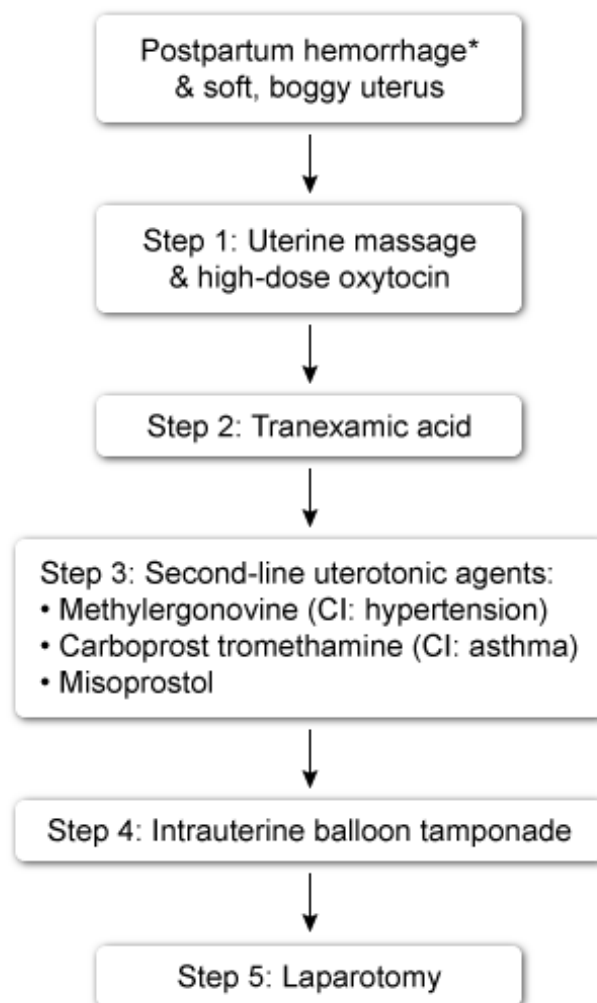 Postpartum hemorrhage*
& soft, boggy uterus
Step 1: Uterine massage
& high-dose oxytocin
Step 2: Tranexamic acid
Step 3: Second-line uterotonic agents:
• Methylergonovine (CI: hypertension)
• Carboprost tromethamine (CI: asthma)
• Misoprostol
Step 4: Intrauterine balloon tamponade
Step 5: Laparotomy